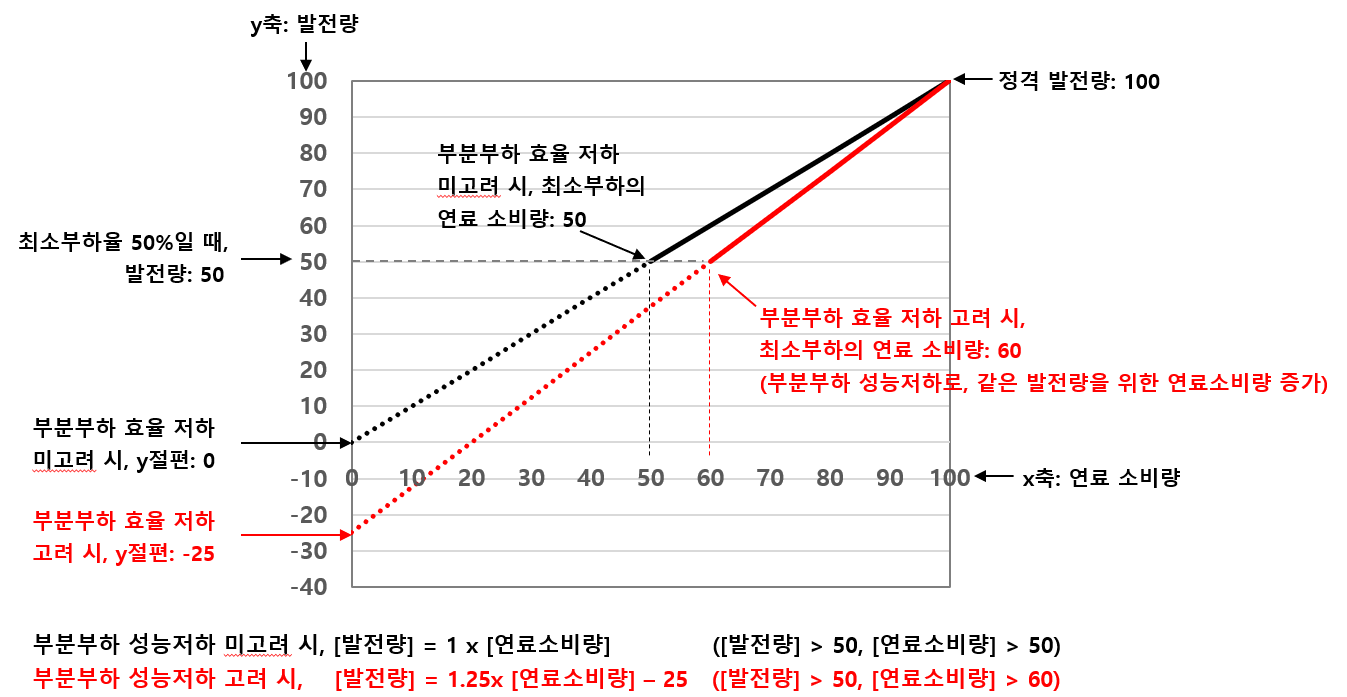 y축: 발전량
100
정격 발전량: 100
90
80
부분부하 효율 저하
미고려 시, 최소부하의
연료 소비량: 50
70
60
최소부하율 50%일 때,
발전량: 50
50
40
부분부하 효율 저하 고려 시,
최소부하의 연료 소비량: 60
(부분부하 성능저하로, 같은 발전량을 위한 연료소비량 증가)
30
20
10
부분부하 효율 저하
미고려 시, y절편: 0
0
-10
0 10 20 30 40 50 60 70 80 90 100
x축: 연료 소비량
-20
부분부하 효율 저하
고려 시, y절편: -25
-30
-40
부분부하 성능저하 미고려 시, [발전량] = 1 x [연료소비량] ([발전량] > 50, [연료소비량] > 50)
부분부하 성능저하 고려 시, [발전량] = 1.25x [연료소비량] – 25 ([발전량] > 50, [연료소비량] > 60)